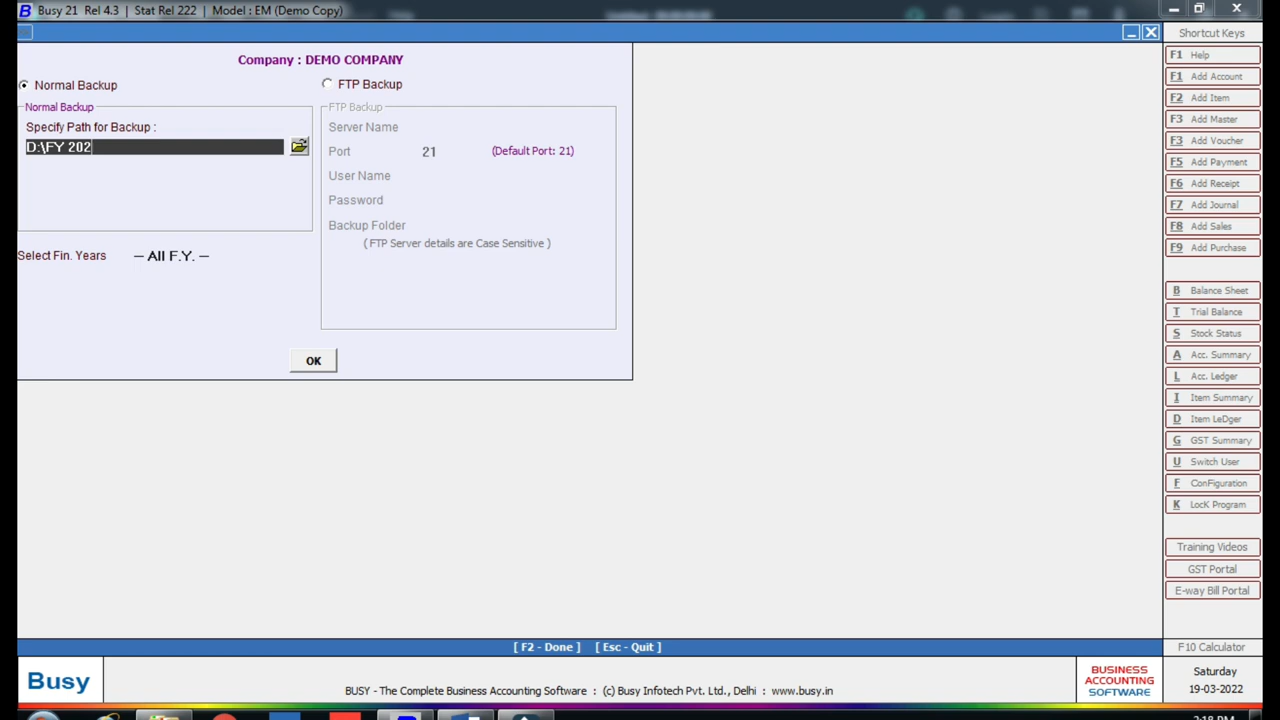 Busy 21 Rel 4.3 | Stat Rel 222 | Model : EM (Demo Copy)
Company : DEMO COMPANY
Normal Backup
FTP Backup
Normal Backup
Specify Path for Backup :
D:\FY 202
FTP Backup
Server Name
Port 21 (Default Port: 21)
User Name
Password
Backup Folder
( FTP Server details are Case Sensitive )
Select Fin. Years -- All F.Y. --
OK
Shortcut Keys
F1 Help
F1 Add Account
F2 Add Item
F3 Add Master
F3 Add Voucher
F5 Add Payment
F6 Add Receipt
F7 Add Journal
F8 Add Sales
F9 Add Purchase
B Balance Sheet
T Trial Balance
S Stock Status
A Acc. Summary
L Acc. Ledger
I Item Summary
D Item LeDger
G GST Summary
U Switch User
F ConFiguration
K LocK Program
Training Videos
GST Portal
E-way Bill Portal
[ F2 - Done ] [ Esc - Quit ]
F10 Calculator
Busy
BUSY - The Complete Business Accounting Software : (c) Busy Infotech Pvt. Ltd., Delhi : www.busy.in
BUSINESS
ACCOUNTING
SOFTWARE
Saturday
19-03-2022
2:18 PM